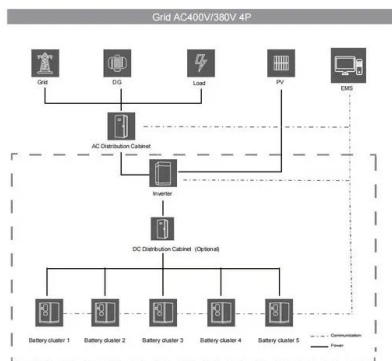 Grid AC400V/380V 4P
Grid
DG
Load
PV
EMS
AC Distribution Cabinet
Inverter
DC Distribution Cabinet (Optional)
Battery cluster 1
Battery cluster 2
Battery cluster 3
Battery cluster 4
Battery cluster 5
Communication
Power